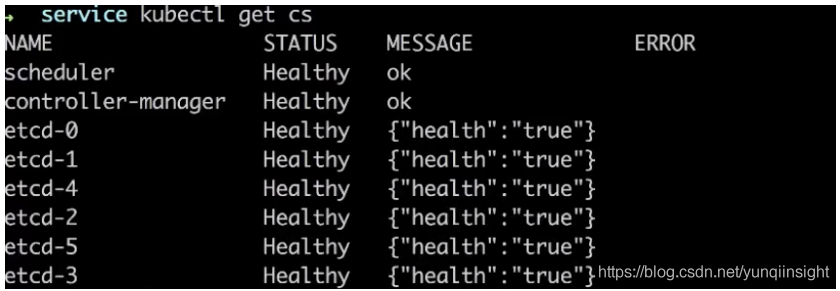 → service kubectl get cs
NAME STATUS MESSAGE ERROR
scheduler Healthy ok
controller-manager Healthy ok
etcd-0 Healthy {"health":"true"}
etcd-1 Healthy {"health":"true"}
etcd-4 Healthy {"health":"true"}
etcd-2 Healthy {"health":"true"}
etcd-5 Healthy {"health":"true"}
etcd-3 Healthy {"health":"true"}
https://blog.csdn.net/yunqiinsight